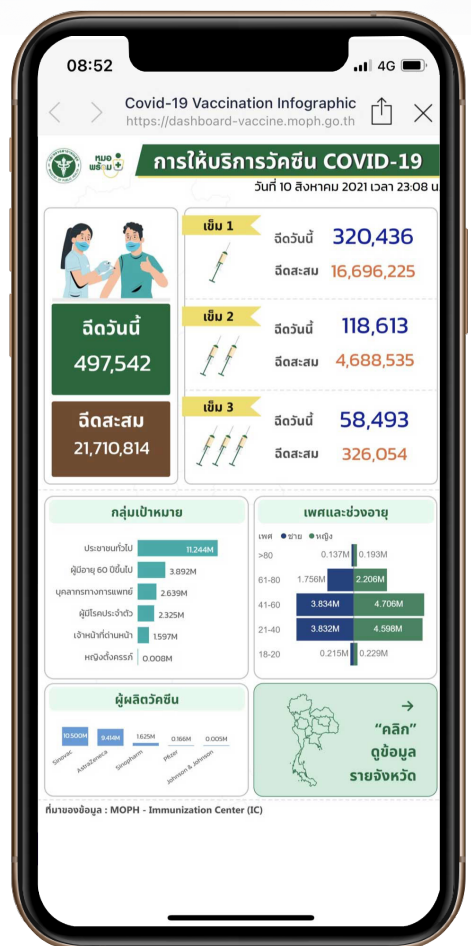 08:52
4G
Covid-19 Vaccination Infographic
https://dashboard-vaccine.moph.go.th
หมอ
พร้อม
การให้บริการวัคซีน COVID-19
วันที่ 10 สิงหาคม 2021 เวลา 23:08 น
ฉีดวันนี้
497,542
ฉีดสะสม
21,710,814
เข็ม 1
ฉีดวันนี้ 320,436
ฉีดสะสม 16,696,225
เข็ม 2
ฉีดวันนี้ 118,613
ฉีดสะสม 4,688,535
เข็ม 3
ฉีดวันนี้ 58,493
ฉีดสะสม 326,054
กลุ่มเป้าหมาย
ประชาชนทั่วไป 11.244M
ผู้มีอายุ 60 ปีขึ้นไป 3.892M
บุคลากรทางการแพทย์ 2.639M
ผู้มีโรคประจำตัว 2.325M
เจ้าหน้าที่ด่านหน้า 1.597M
หญิงตั้งครรภ์ 0.008M
เพศและช่วงอายุ
เพศ ชาย หญิง
>80 0.137M 0.193M
61-80 1.756M 2.206M
41-60 3.834M 4.706M
21-40 3.832M 4.598M
18-20 0.215M 0.229M
ผู้ผลิตวัคซีน
10.500M 9.414M 1.625M 0.166M 0.005M
Sinovac AstraZeneca Sinopharm Pfizer Johnson & Johnson
→
“คลิก”
ดูข้อมูล
รายจังหวัด
ที่มาของข้อมูล : MOPH - Immunization Center (IC)